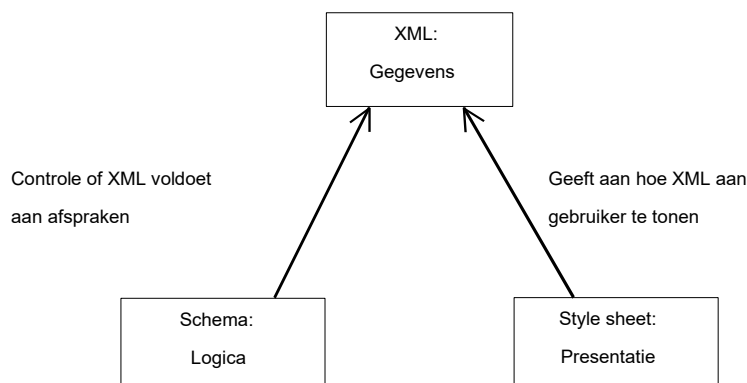 XML:
Gegevens
Controle of XML voldoet
aan afspraken
Geeft aan hoe XML aan
gebruiker te tonen
Schema:
Logica
Style sheet:
Presentatie